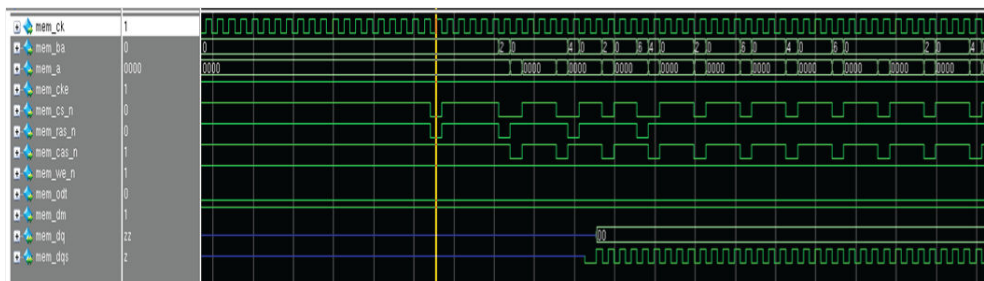 mem_ck 1
mem_ba 0 0 2 0 4 0 2 0 6 4 0 2 0 6 0 4 0 6 0 2 0 4
mem_a 0000 0000 0000 0000 0000 0000 0000 0000 0000 0000 0000 0000
mem_cke 1
mem_cs_n 0
mem_ras_n 0
mem_cas_n 1
mem_we_n 1
mem_odt 0
mem_dm 1
mem_dq zz 00
mem_dqs z